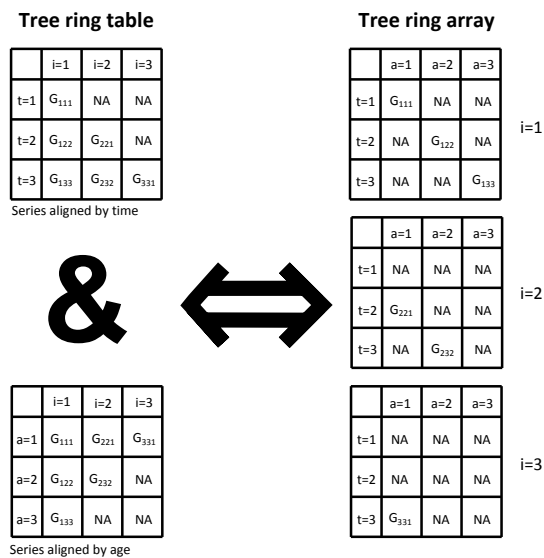 Tree ring table
i=1 i=2 i=3
t=1 G111 NA NA
t=2 G122 G221 NA
t=3 G133 G232 G331
Series aligned by time
&
i=1 i=2 i=3
a=1 G111 G221 G331
a=2 G122 G232 NA
a=3 G133 NA NA
Series aligned by age
Tree ring array
a=1 a=2 a=3
t=1 G111 NA NA
t=2 NA G122 NA
t=3 NA NA G133
i=1
a=1 a=2 a=3
t=1 NA NA NA
t=2 G221 NA NA
t=3 NA G232 NA
i=2
a=1 a=2 a=3
t=1 NA NA NA
t=2 NA NA NA
t=3 G331 NA NA
i=3